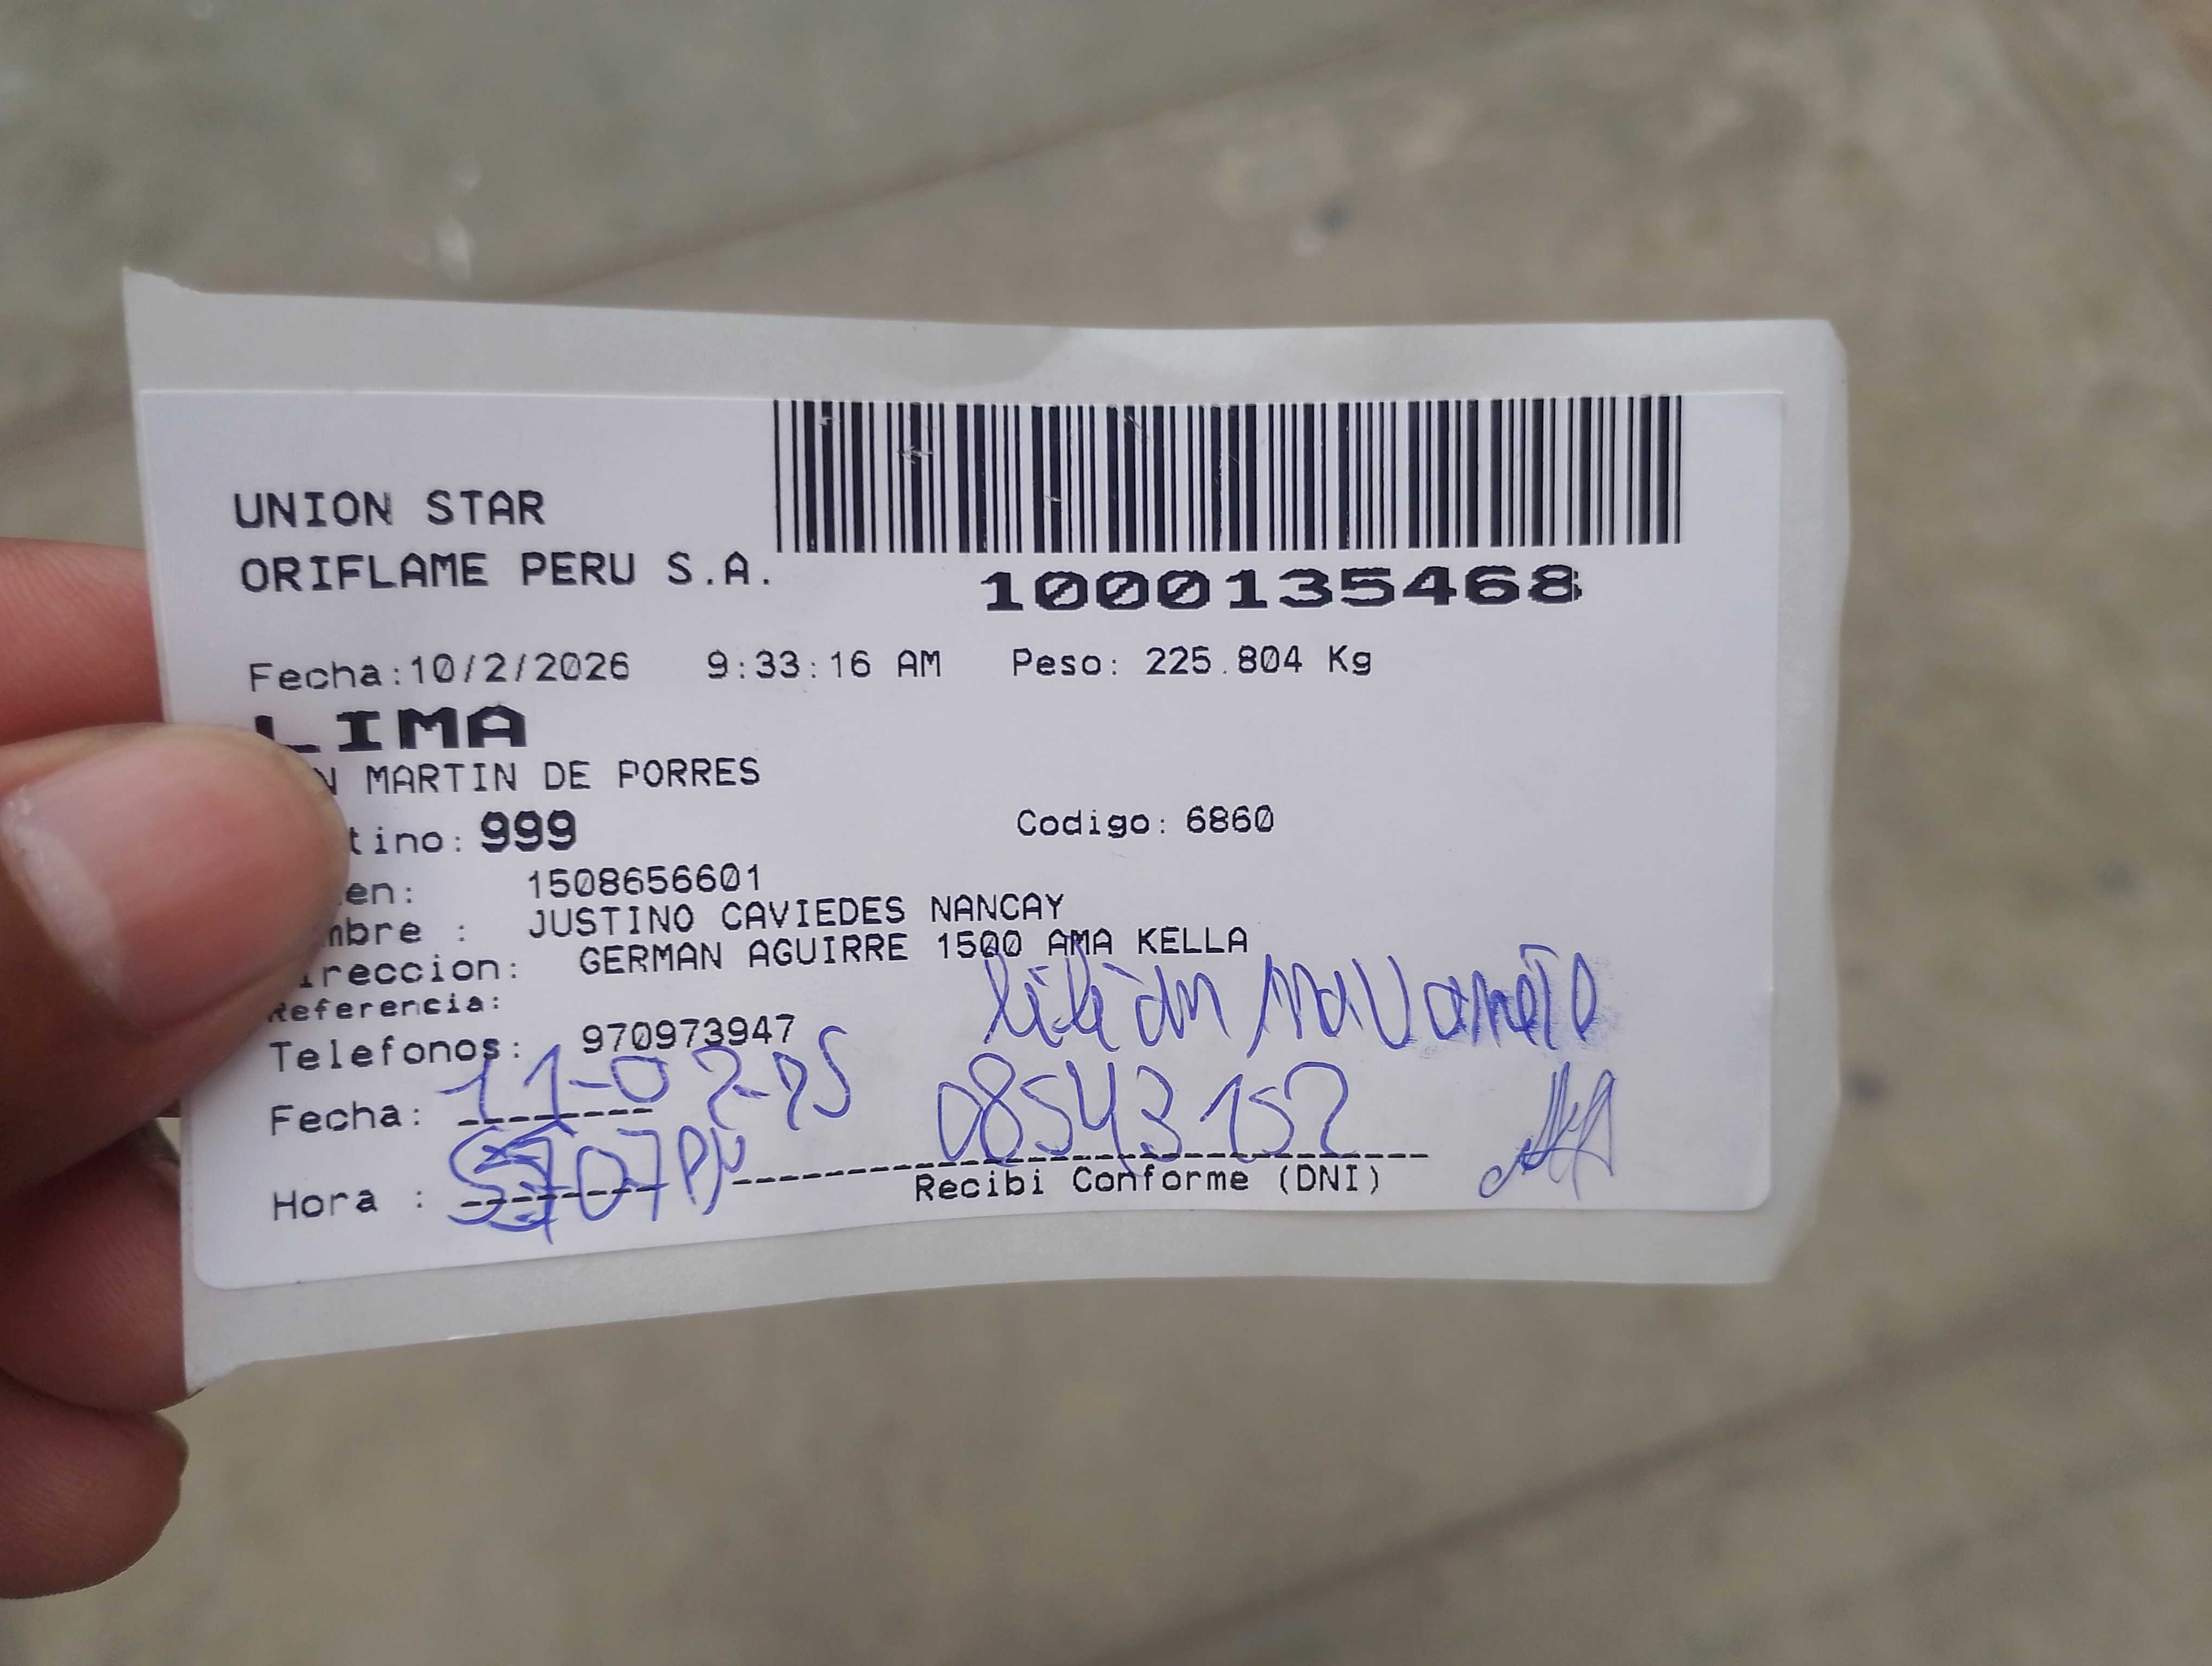 UNION STAR
ORIFLAME PERU S.A.
1000135468
Fecha:10/2/2026 9:33:16 AM Peso: 225.804 Kg
LIMA
N MARTIN DE PORRES
tino: 999 Codigo: 6860
en: 1508656601
mbre : JUSTINO CAVIEDES NANCAY
ireccion: GERMAN AGUIRRE 1500 AMA KELLA
Referencia:
Telefonos: 970973947
Fecha: 11-02-25 08543152
Hora :
Recibi Conforme (DNI)